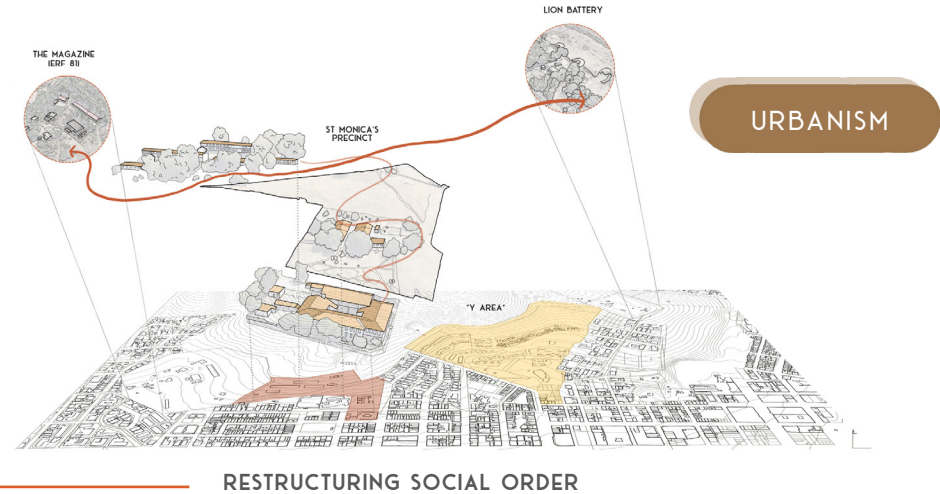 LION BATTERY
THE MAGAZINE
(ERF 81)
URBANISM
ST MONICA'S
PRECINCT
"Y AREA"
RESTRUCTURING SOCIAL ORDER